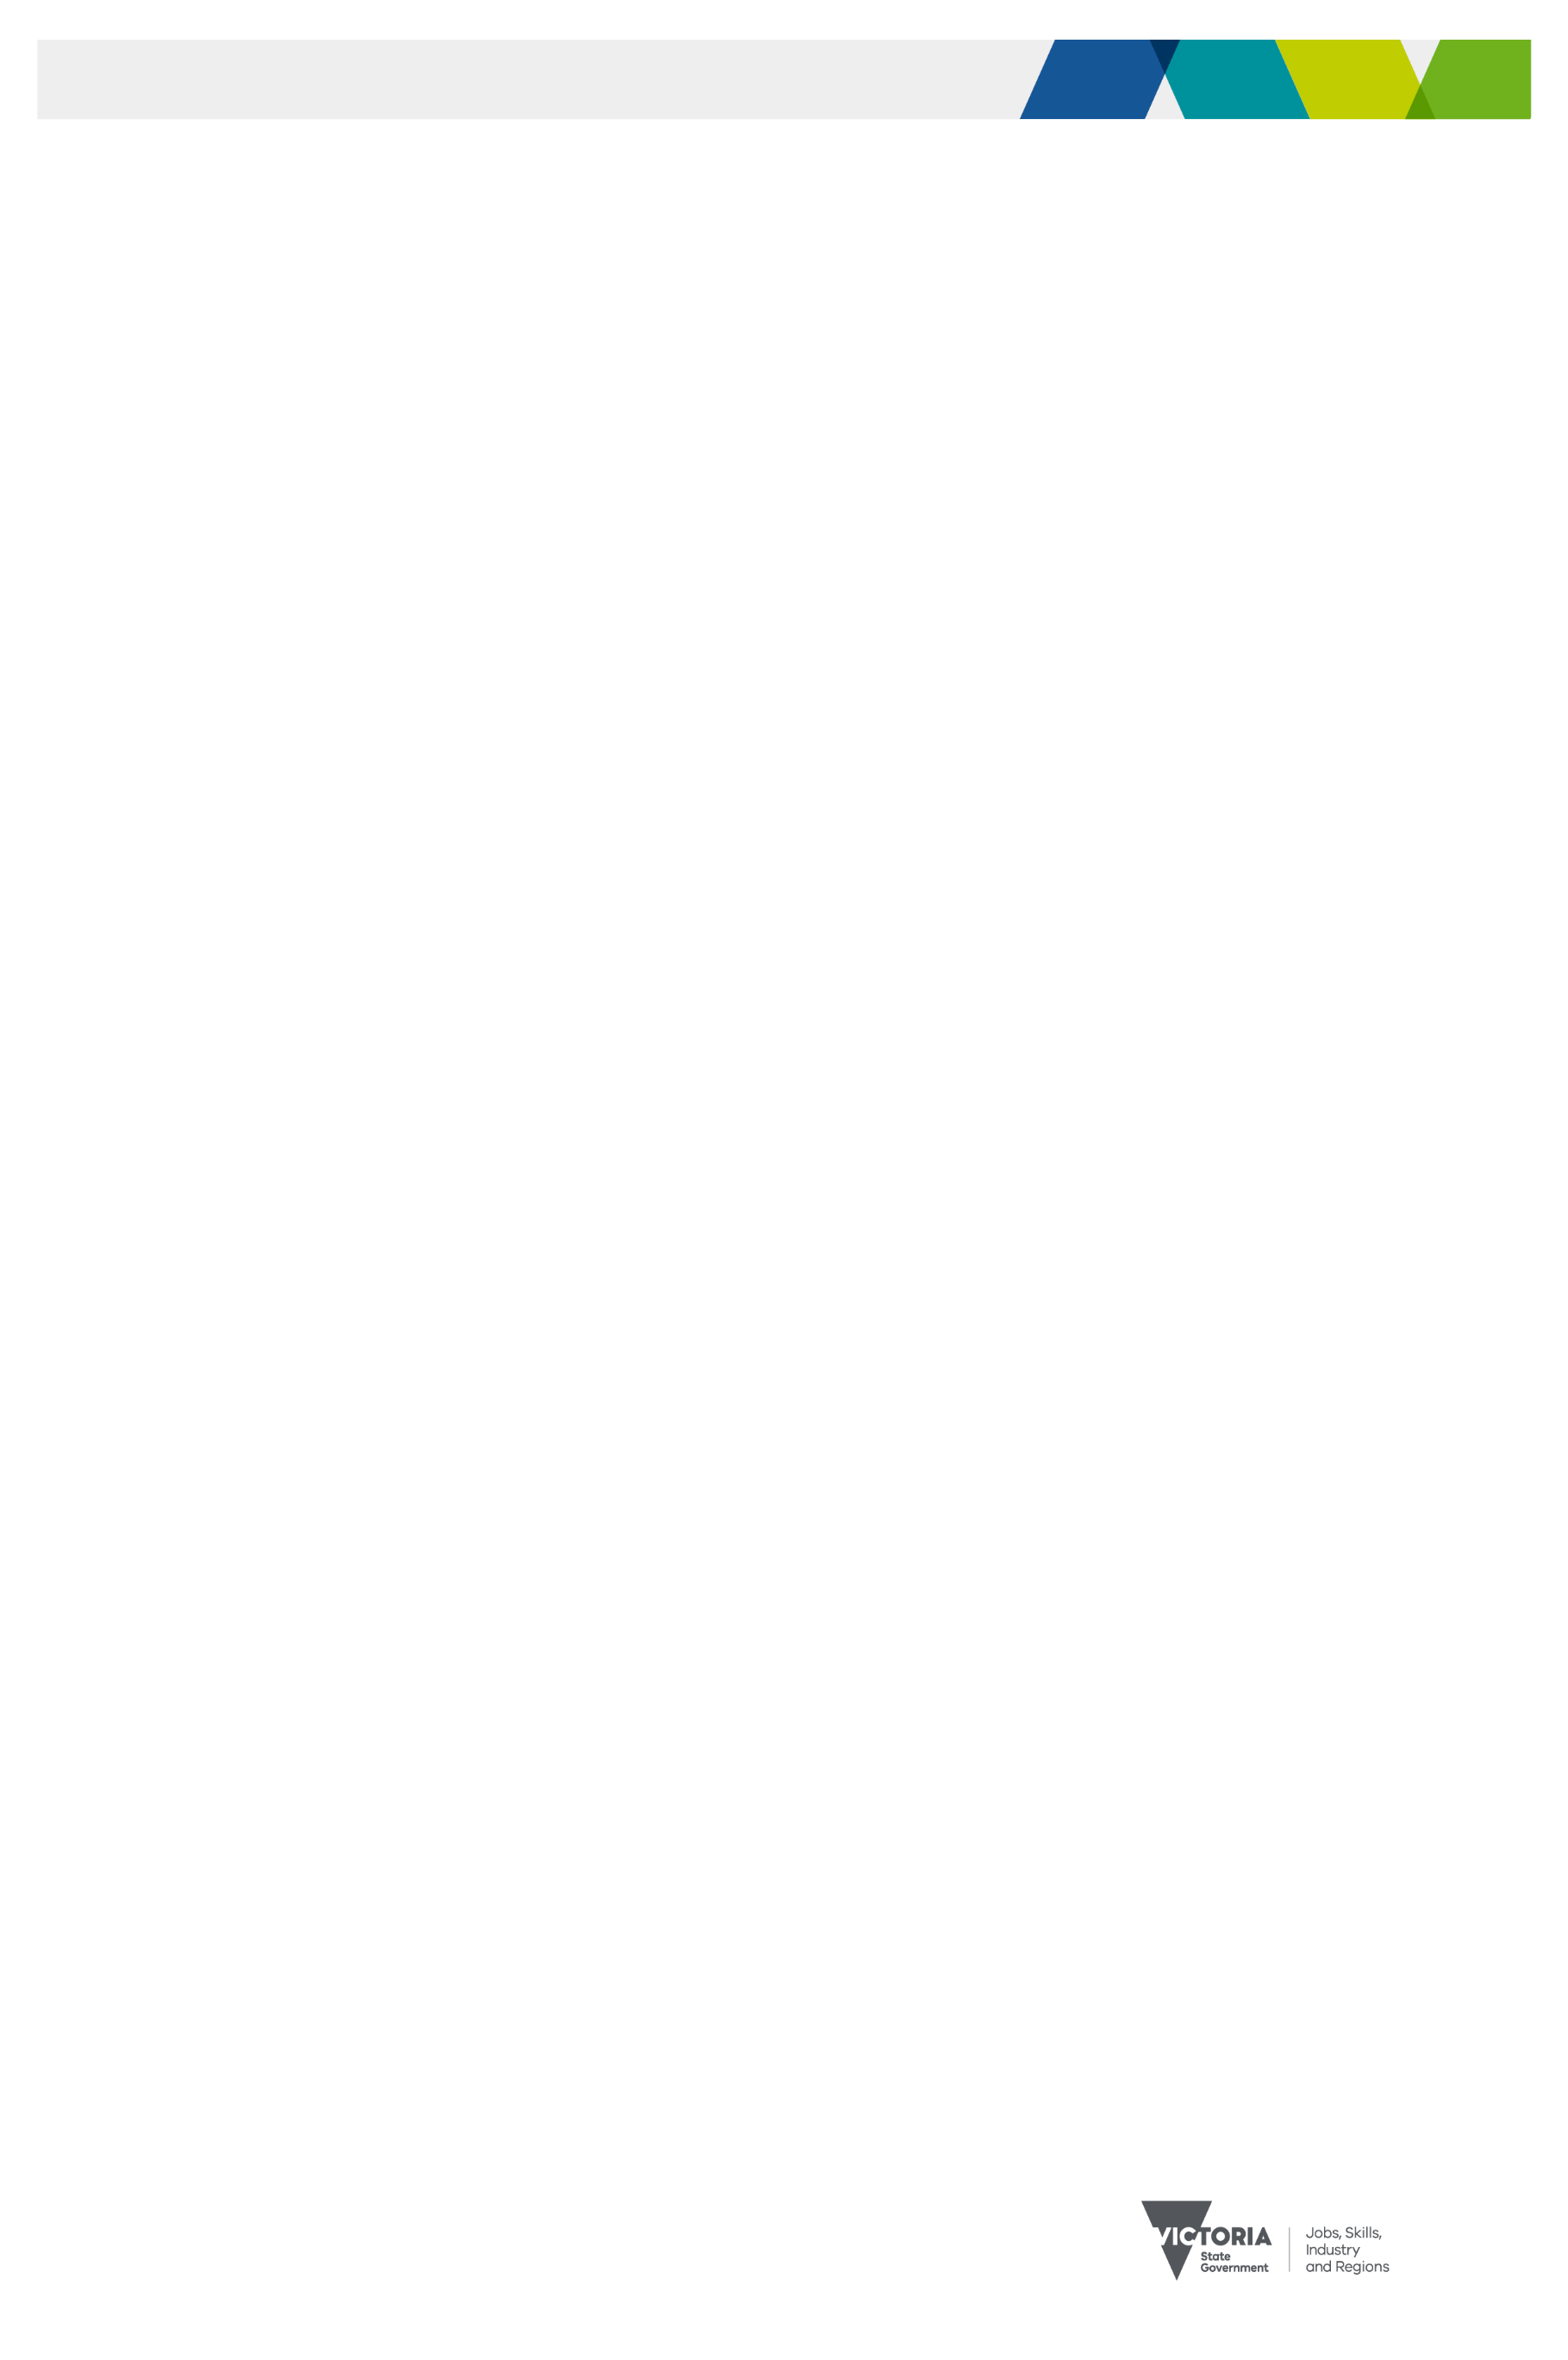 VICTORIA
State
Government
Jobs, Skills,
Industry
and Regions